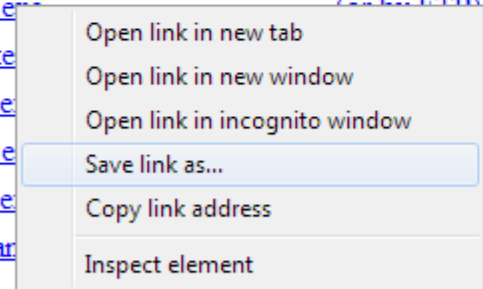 Open link in new tab
Open link in new window
Open link in incognito window
Save link as...
Copy link address
Inspect element